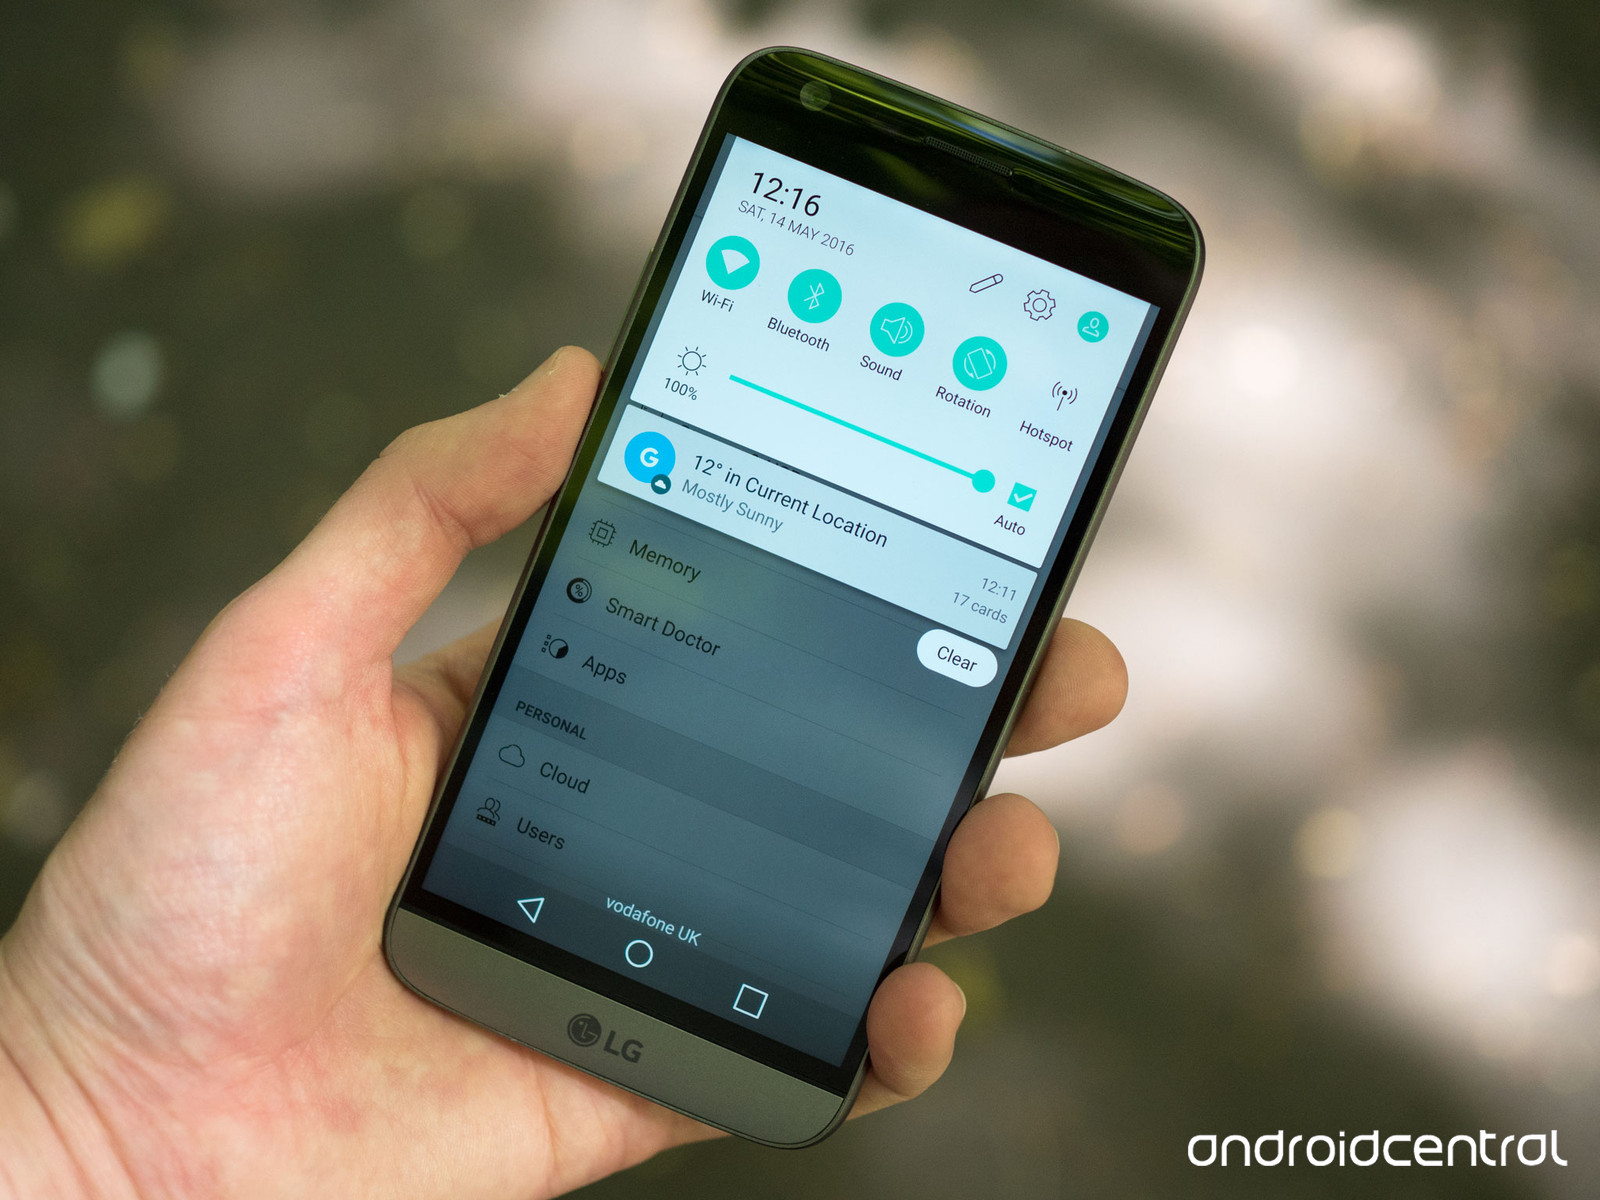 12:16
SAT, 14 MAY 2016
Wi-Fi
Bluetooth
Sound
Rotation
Hotspot
100%
Auto
G
12° in Current Location
Mostly Sunny
12:11
17 cards
Clear
Memory
Smart Doctor
Apps
PERSONAL
Cloud
Users
vodafone UK
LG
androidcentral